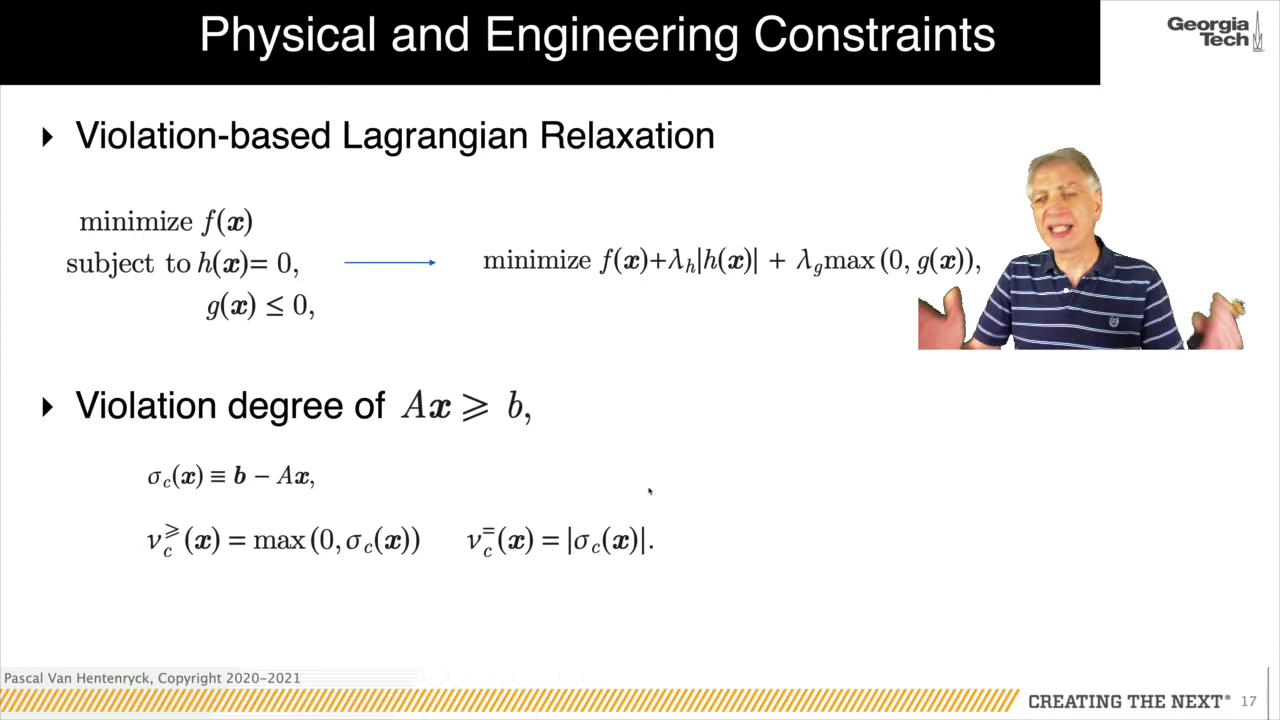 Physical and Engineering Constraints
Georgia
Tech
Violation-based Lagrangian Relaxation
minimize f(x)
subject to h(x)= 0,
g(x) ≤ 0,
minimize f(x)+λ_h|h(x)| + λ_g max (0, g(x)),
Violation degree of Ax ⩾ b,
σ_c(x) ≡ b − Ax,
ν_c^⩾(x) = max (0, σ_c(x)) ν_c^=(x) = |σ_c(x)|.
Pascal Van Hentenryck, Copyright 2020-2021
CREATING THE NEXT® 17